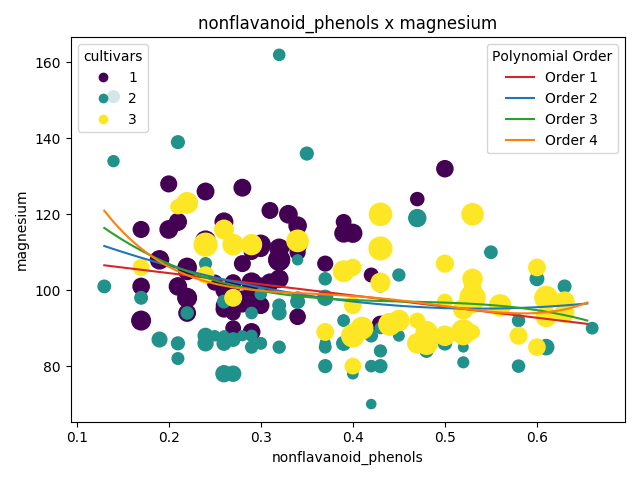 nonflavanoid_phenols x magnesium
cultivars
1
2
3
Polynomial Order
Order 1
Order 2
Order 3
Order 4
160
140
120
100
80
magnesium
0.1 0.2 0.3 0.4 0.5 0.6
nonflavanoid_phenols